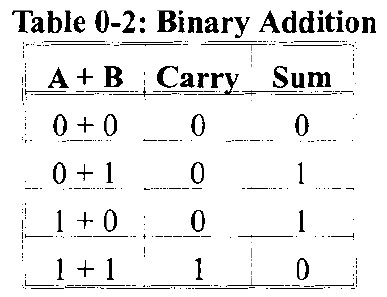 Table 0-2: Binary Addition
A + B Carry Sum
0 + 0 0 0
0 + 1 0 1
1 + 0 0 1
1 + 1 1 0